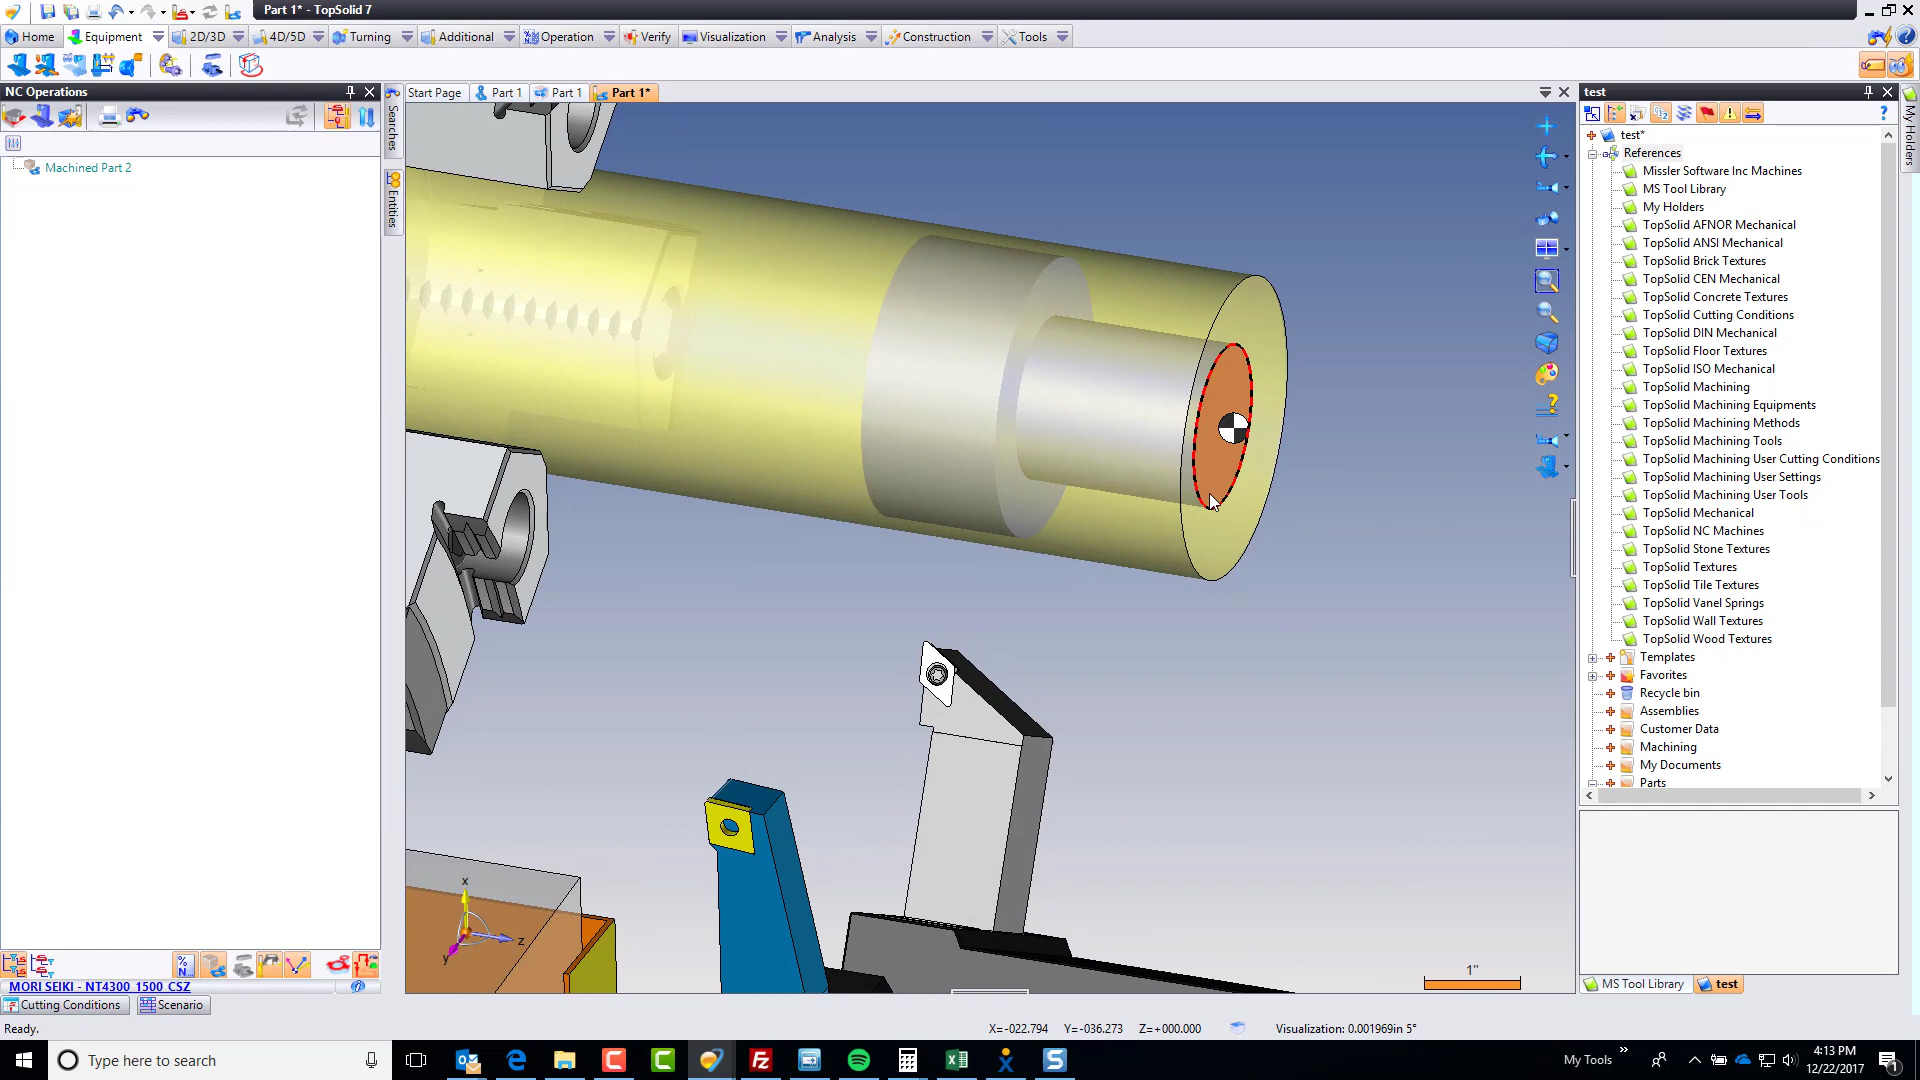 Part 1* - TopSolid 7
Home
Equipment
2D/3D
4D/5D
Turning
Additional
Operation
Verify
Visualization
Analysis
Construction
Tools
NC Operations
Machined Part 2
Searches
Entities
Start Page
Part 1
Part 1
Part 1*
x
z
y
1"
test
My Holders
test*
References
Missler Software Inc Machines
MS Tool Library
My Holders
TopSolid AFNOR Mechanical
TopSolid ANSI Mechanical
TopSolid Brick Textures
TopSolid CEN Mechanical
TopSolid Concrete Textures
TopSolid Cutting Conditions
TopSolid DIN Mechanical
TopSolid Floor Textures
TopSolid ISO Mechanical
TopSolid Machining
TopSolid Machining Equipments
TopSolid Machining Methods
TopSolid Machining Tools
TopSolid Machining User Cutting Conditions
TopSolid Machining User Settings
TopSolid Machining User Tools
TopSolid Mechanical
TopSolid NC Machines
TopSolid Stone Textures
TopSolid Textures
TopSolid Tile Textures
TopSolid Vanel Springs
TopSolid Wall Textures
TopSolid Wood Textures
Templates
Favorites
Recycle bin
Assemblies
Customer Data
Machining
My Documents
Parts
MS Tool Library
test
MORI SEIKI - NT4300_1500_CSZ
Cutting Conditions
Scenario
Ready.
X=-022.794 Y=-036.273 Z=+000.000
Visualization: 0.001969in 5°
Type here to search
My Tools
4:13 PM
12/22/2017